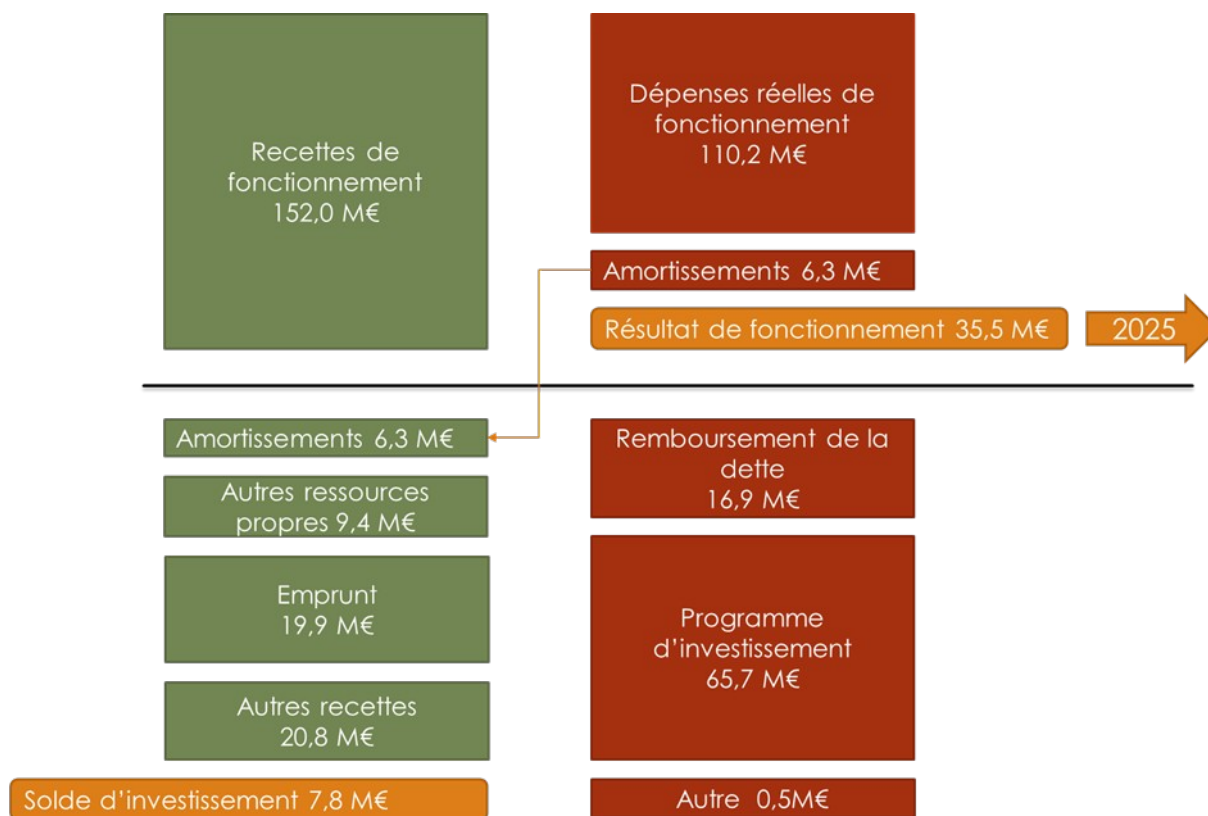 Recettes de
fonctionnement
152,0 M€
Dépenses réelles de
fonctionnement
110,2 M€
Amortissements 6,3 M€
Résultat de fonctionnement 35,5 M€
2025
Amortissements 6,3 M€
Autres ressources
propres 9,4 M€
Emprunt
19,9 M€
Autres recettes
20,8 M€
Solde d’investissement 7,8 M€
Remboursement de la
dette
16,9 M€
Programme
d’investissement
65,7 M€
Autre 0,5M€